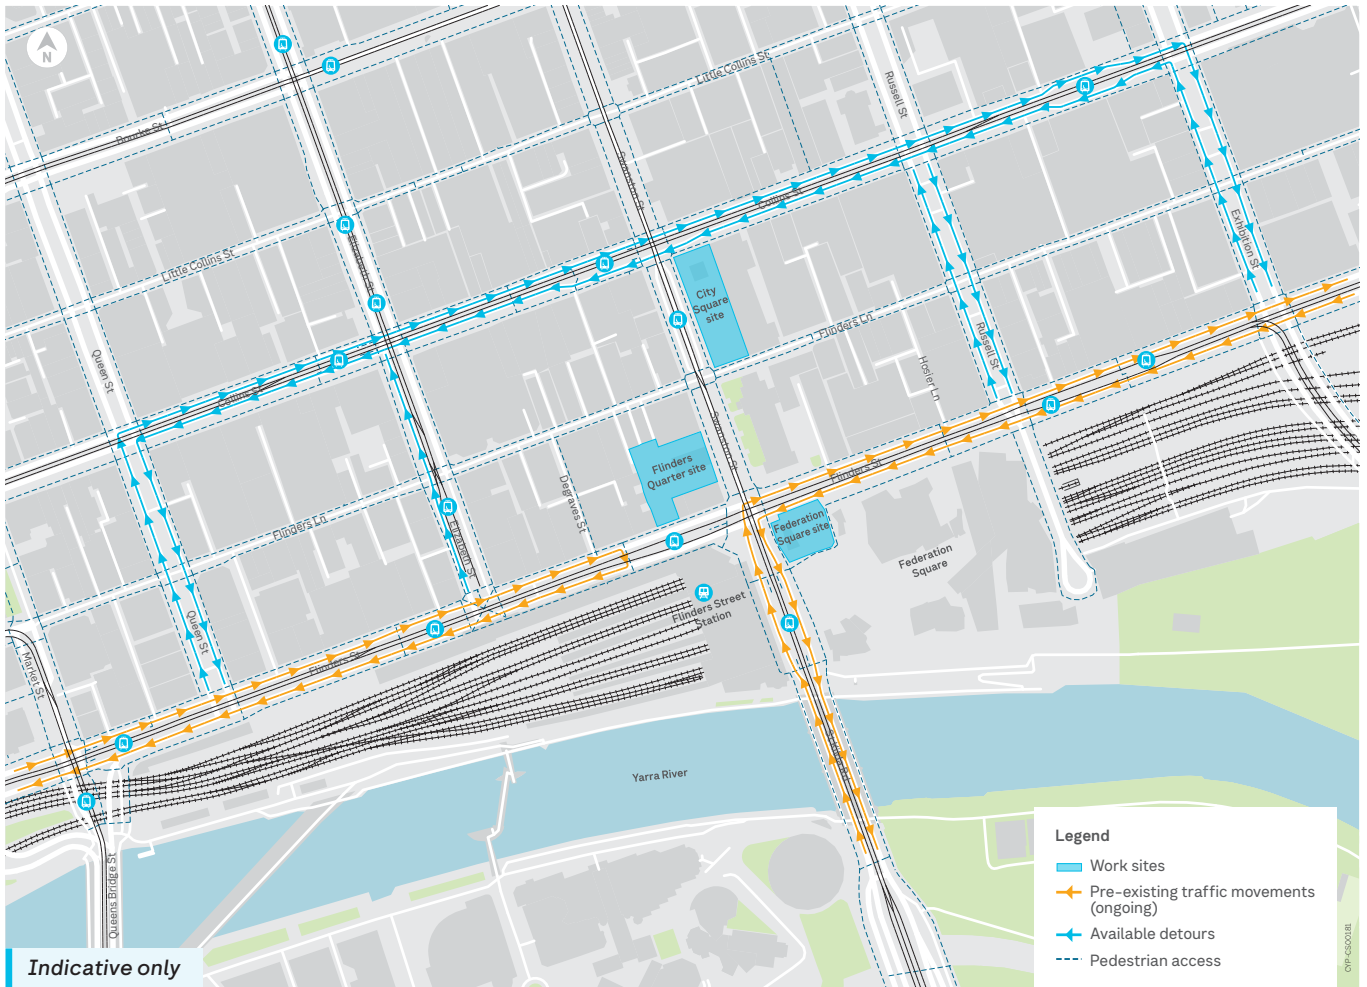 N
Bourke St
Little Collins St
Russell St
Swanston St
Collins St
Elizabeth St
Little Collins St
Exhibition St
City
Square
site
Flinders Ln
Russell St
Queen St
Hosier Ln
Collins St
Swanston St
Flinders
Quarter site
Flinders St
Degraves St
Flinders Ln
Elizabeth St
Federation
Square site
Federation
Square
Flinders Street
Station
Queen St
Flinders St
Market St
Yarra River
Queens Bridge St
Legend
Work sites
Pre-existing traffic movements
(ongoing)
Available detours
Pedestrian access
Indicative only
CYP-CS00181